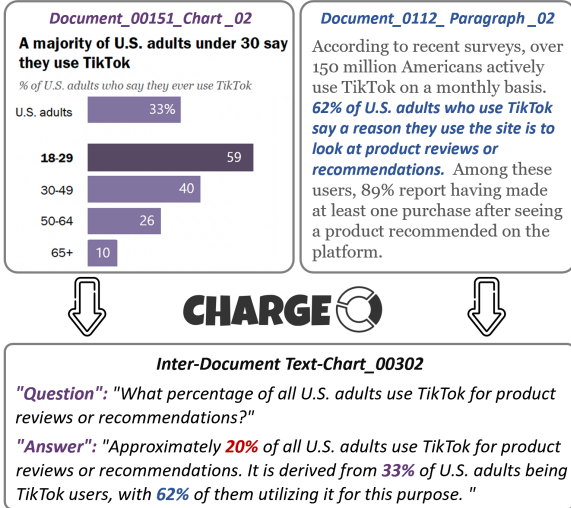 Document_00151_Chart _02
A majority of U.S. adults under 30 say
they use TikTok
% of U.S. adults who say they ever use TikTok
U.S. adults 33%
18-29 59
30-49 40
50-64 26
65+ 10
Document_0112_ Paragraph _02
According to recent surveys, over
150 million Americans actively
use TikTok on a monthly basis.
62% of U.S. adults who use TikTok
say a reason they use the site is to
look at product reviews or
recommendations. Among these
users, 89% report having made
at least one purchase after seeing
a product recommended on the
platform.
CHARGE
Inter-Document Text-Chart_00302
"Question": "What percentage of all U.S. adults use TikTok for product
reviews or recommendations?"
"Answer": "Approximately 20% of all U.S. adults use TikTok for product
reviews or recommendations. It is derived from 33% of U.S. adults being
TikTok users, with 62% of them utilizing it for this purpose. "